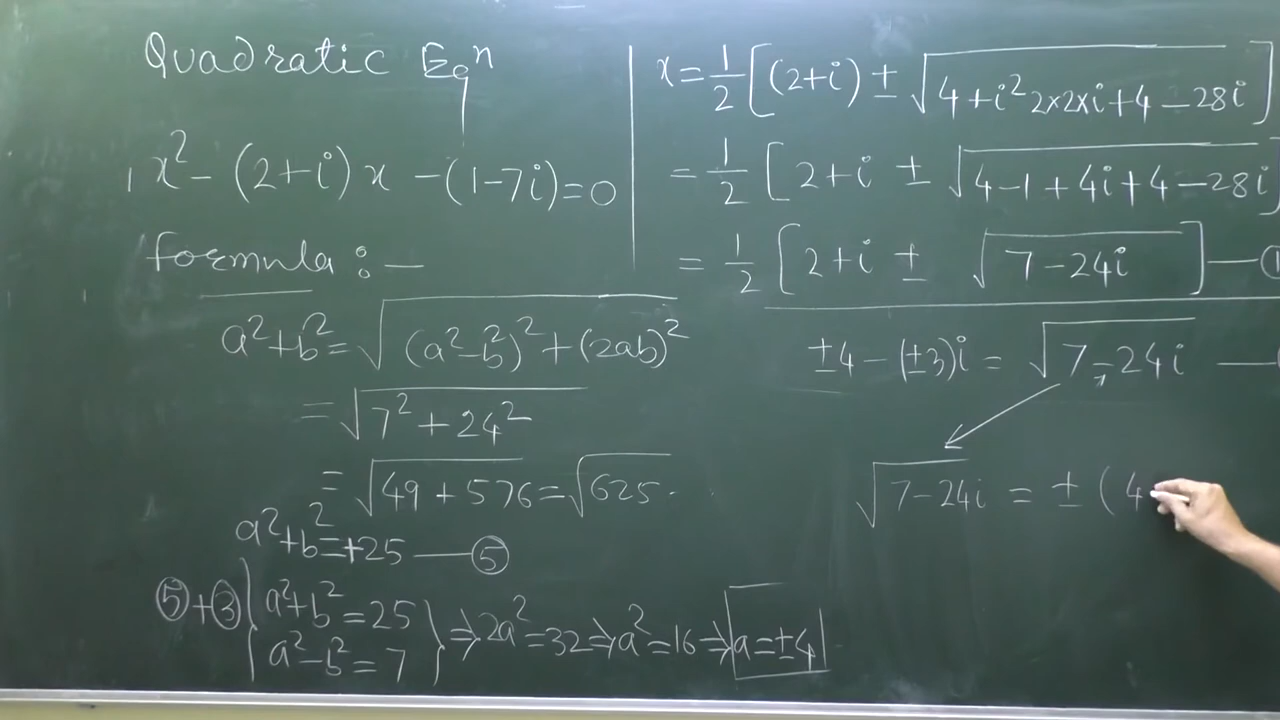 Quadratic Eqⁿ
1x² - (2+i)x - (1-7i)=0
formula :-
a²+b² = √(a²-b²)²+(2ab)²
= √7²+24²
= √49+576 = √625.
a²+b² = +25 — ⑤
⑤+③ { a²+b² = 25
a²-b² = 7 } ⇒ 2a² = 32 ⇒ a² = 16 ⇒ a = ±4
x = 1/2 [(2+i) ± √4+i² 2×2×i+4-28i]
= 1/2 [2+i ± √4-1+4i+4-28i
= 1/2 [2+i ± √7-24i] — ①
±4-(±3)i = √7-24i —
√7-24i = ± (4